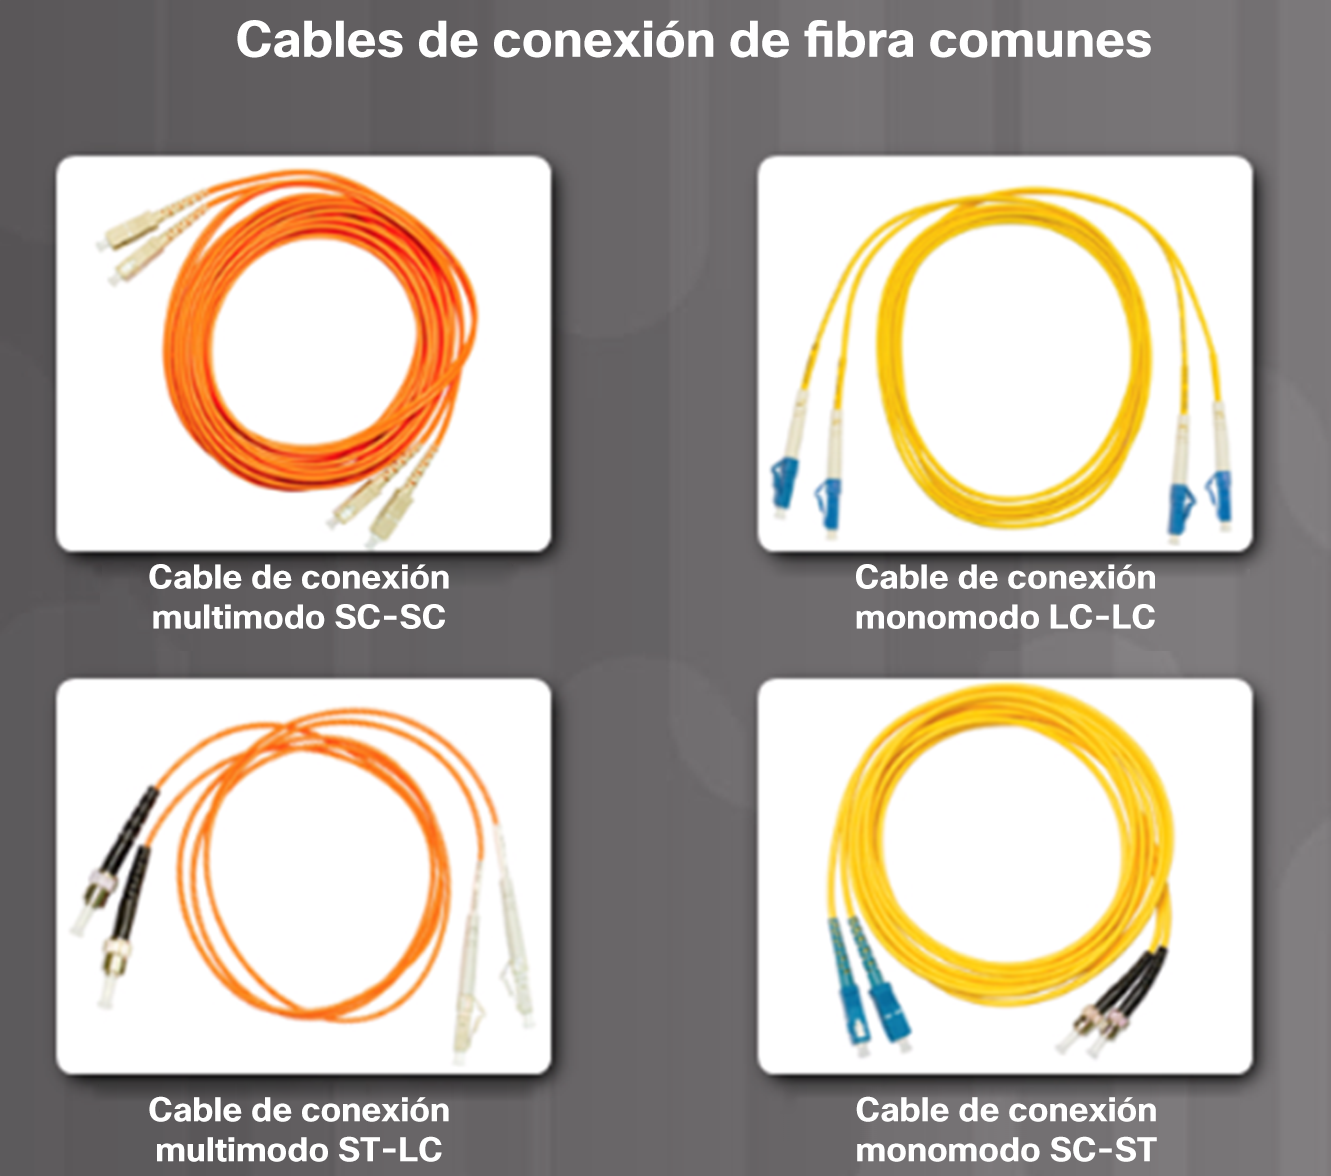 Cables de conexión de fibra comunes
Cable de conexión
multimodo SC-SC
Cable de conexión
monomodo LC-LC
Cable de conexión
multimodo ST-LC
Cable de conexión
monomodo SC-ST